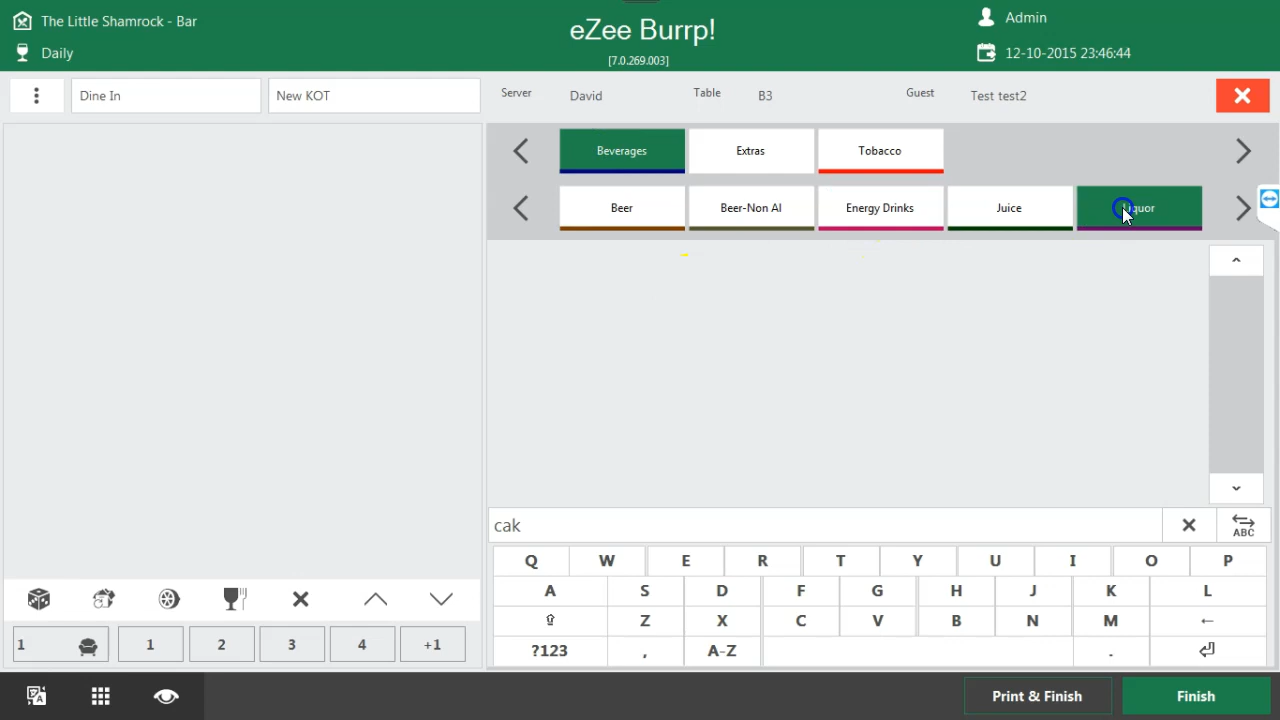 The Little Shamrock - Bar
Daily
eZee Burrp!
[7.0.269.003]
Admin
12-10-2015 23:46:44
Dine In
New KOT
Server
David
Table
B3
Guest
Test test2
Beverages
Extras
Tobacco
Beer
Beer-Non Al
Energy Drinks
Juice
Liquor
cak
ABC
Q W E R T Y U I O P
A S D F G H J K L
Z X C V B N M
?123 , A-Z .
1
1
2
3
4
+1
Print & Finish
Finish